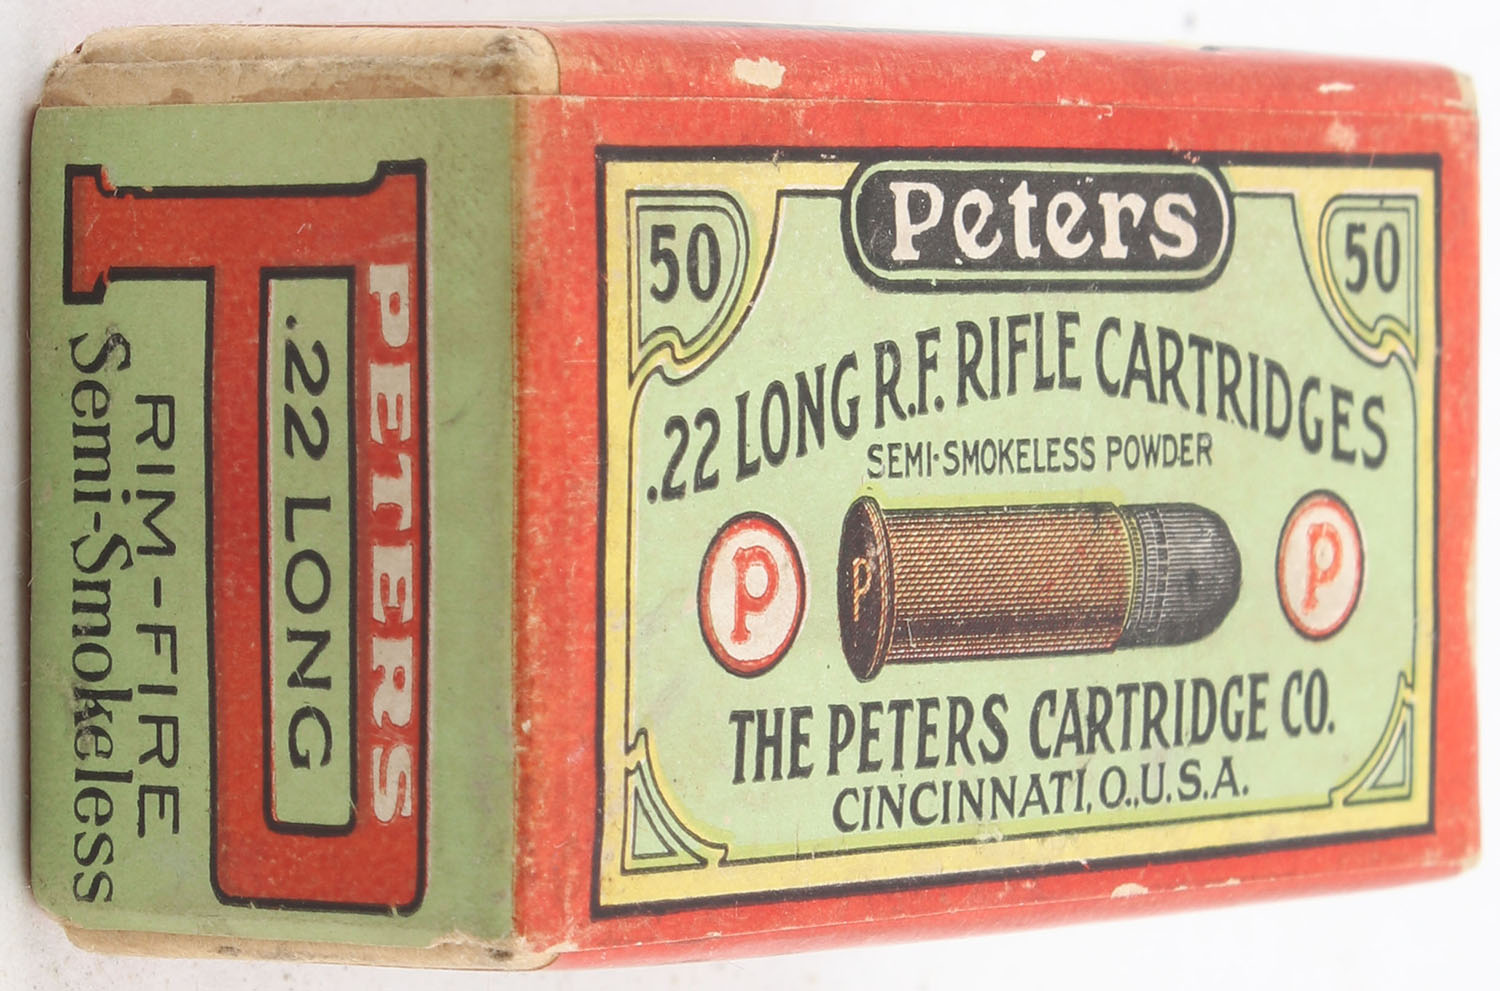 Peters
50
50
.22 LONG R.F. RIFLE CARTRIDGES
SEMI-SMOKELESS POWDER
P
P
P
THE PETERS CARTRIDGE CO.
CINCINNATI, O., U.S.A.
PETERS
.22 LONG
RIM-FIRE
Semi-Smokeless